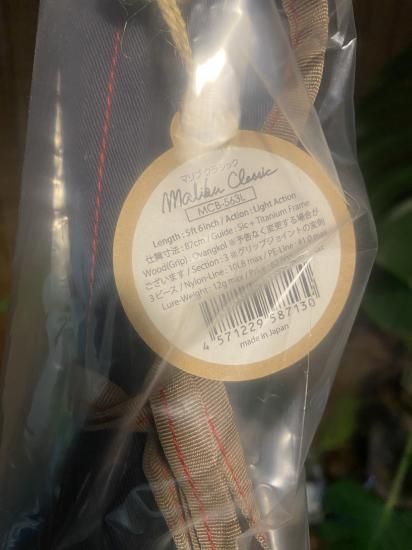 マリブ クラシック
Malibu Classic
MCB-563L
Length : 5ft 6inch / Action : Light Action
仕舞寸法 : 87cm / Guide : Sic + Titanium Frame
Wood(Grip) : Ovangkol ※予告なく変更する場合が
ございます / Section : 3 ※グリップジョイントの変則
3ピース / Nylon-Line : 10LB max / PE-Line : #1.0 max
Lure-Weight : 12g max / Price :
4 571229 587130
made in Japan